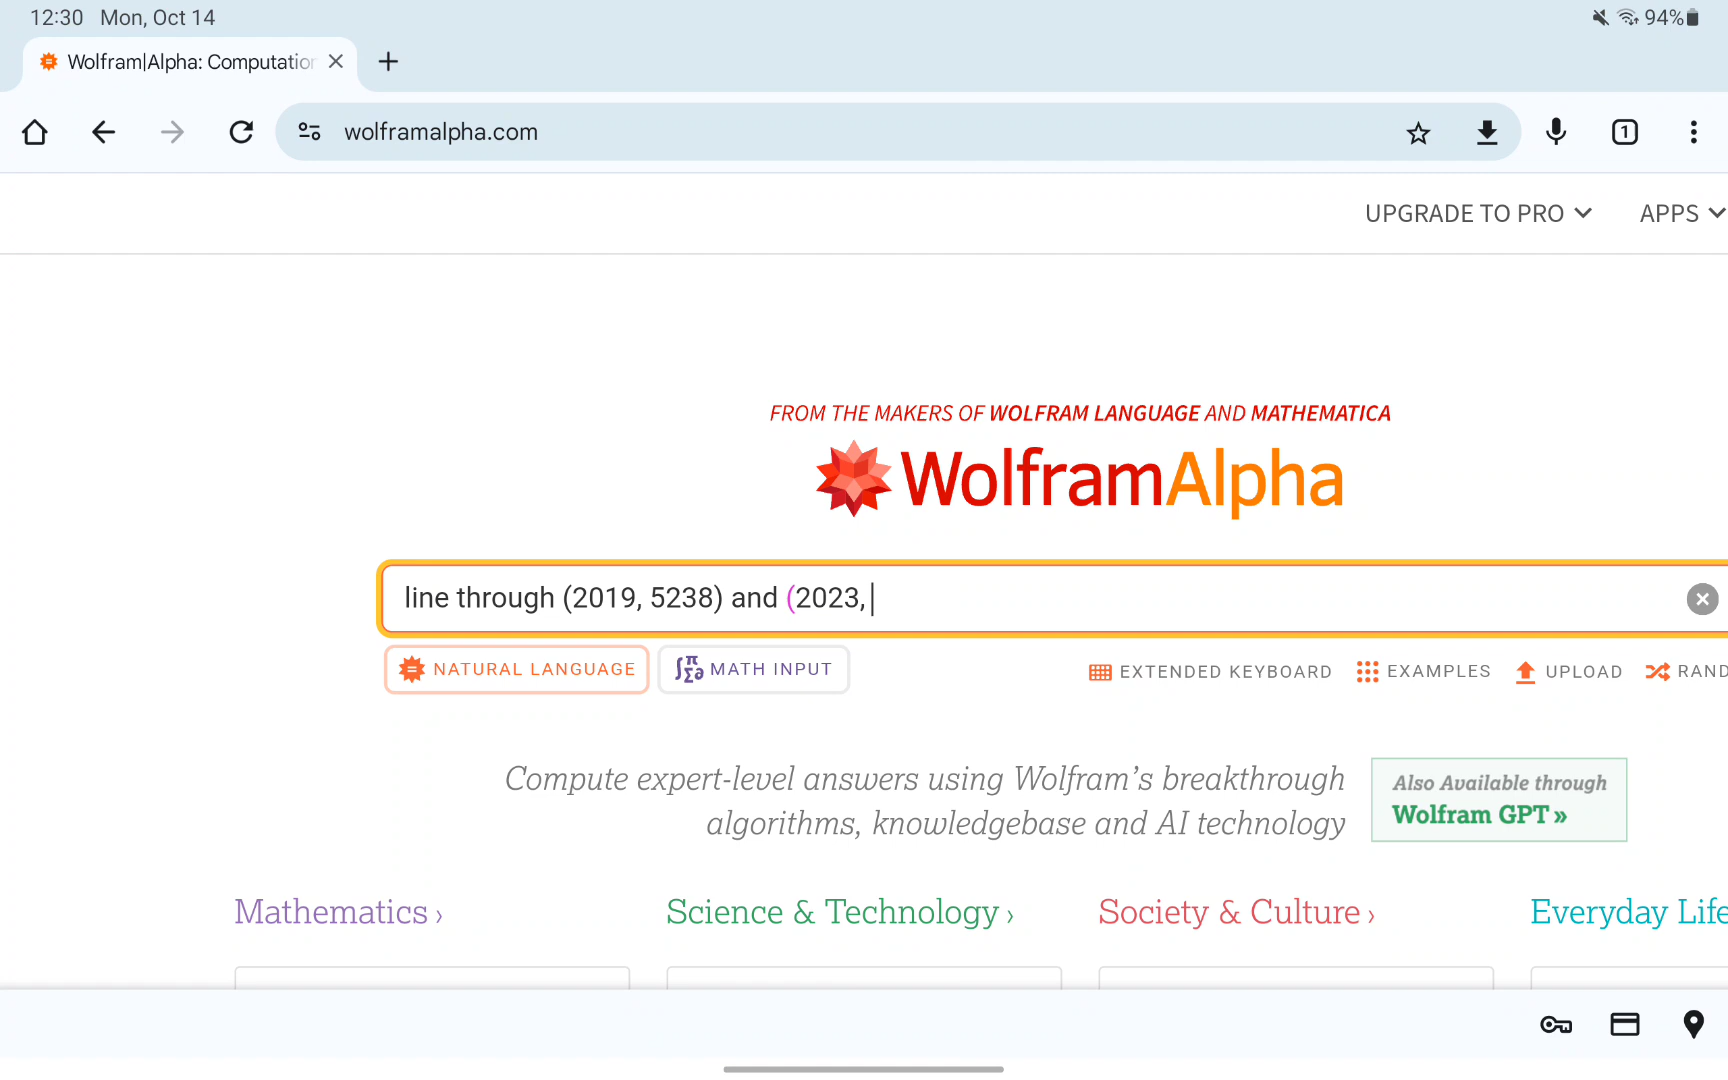 12:30 Mon, Oct 14
94%
Wolfram|Alpha: Computation
wolframalpha.com
1
UPGRADE TO PRO
APPS
FROM THE MAKERS OF WOLFRAM LANGUAGE AND MATHEMATICA
WolframAlpha
line through (2019, 5238) and (2023,
NATURAL LANGUAGE
∫π Σ∂ MATH INPUT
EXTENDED KEYBOARD
EXAMPLES
UPLOAD
RAND
Compute expert-level answers using Wolfram's breakthrough
algorithms, knowledgebase and AI technology
Also Available through
Wolfram GPT »
Mathematics ›
Science & Technology ›
Society & Culture ›
Everyday Life